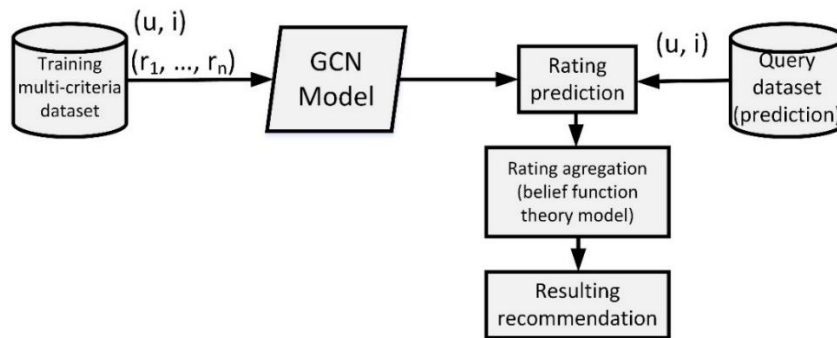 (u, i)
(r₁, ..., rₙ)
Training
multi-criteria
dataset
GCN
Model
Rating
prediction
(u, i)
Query
dataset
(prediction)
Rating agregation
(belief function
theory model)
Resulting
recommendation